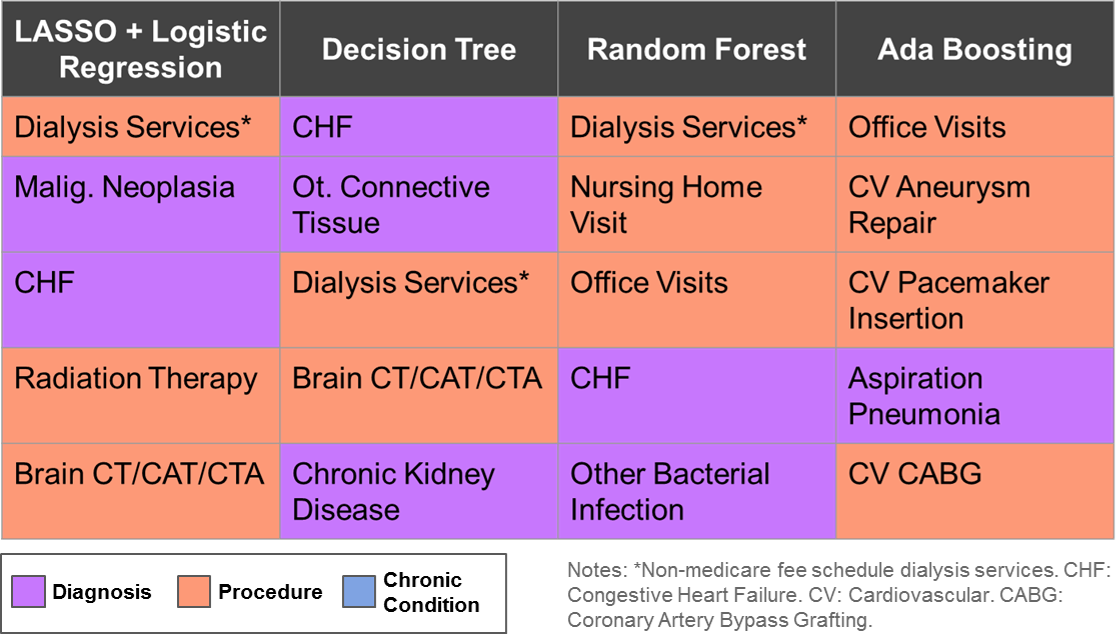 LASSO + Logistic
Regression
Decision Tree
Random Forest
Ada Boosting
Dialysis Services*
CHF
Dialysis Services*
Office Visits
Malig. Neoplasia
Ot. Connective
Tissue
Nursing Home
Visit
CV Aneurysm
Repair
CHF
Dialysis Services*
Office Visits
CV Pacemaker
Insertion
Radiation Therapy
Brain CT/CAT/CTA
CHF
Aspiration
Pneumonia
Brain CT/CAT/CTA
Chronic Kidney
Disease
Other Bacterial
Infection
CV CABG
Diagnosis
Procedure
Chronic
Condition
Notes: *Non-medicare fee schedule dialysis services. CHF:
Congestive Heart Failure. CV: Cardiovascular. CABG:
Coronary Artery Bypass Grafting.